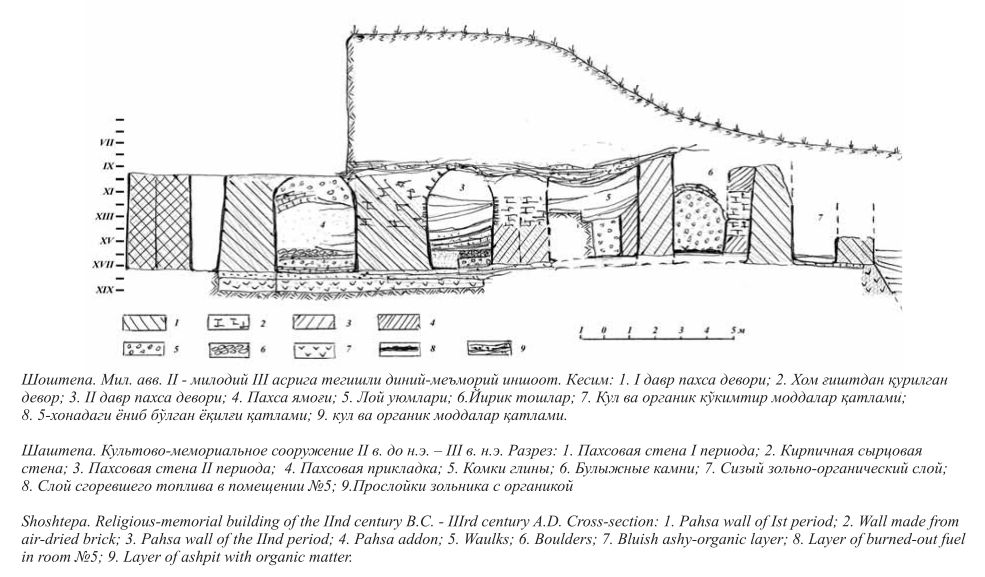 VII
IX
XI
XIII
XV
XVII
XIX
3
4
5
6
7
1 2 3 4
1 0 1 2 3 4 5 м
5 6 7 8 9
Шоштепа. Мил. авв. II - милодий III асрига тегишли диний-меъморий иншоот. Кесим: 1. I давр пахса девори; 2. Хом ғиштдан қурилган
девор; 3. II давр пахса девори; 4. Пахса ямоғи; 5. Лой уюмлари; 6.Йирик тошлар; 7. Кул ва органик кўкимтир моддалар қатлами;
8. 5-хонадаги ёниб бўлган ёқилғи қатлами; 9. кул ва органик моддалар қатлами.
Шаштепа. Культово-мемориальное сооружение II в. до н.э. – III в. н.э. Разрез: 1. Пахсовая стена I периода; 2. Кирпичная сырцовая
стена; 3. Пахсовая стена II периода; 4. Пахсовая прикладка; 5. Комки глины; 6. Булыжные камни; 7. Сизый зольно-органический слой;
8. Слой сгоревшего топлива в помещении №5; 9.Прослойки зольника с органикой
Shoshtepa. Religious-memorial building of the IInd century B.C. - IIIrd century A.D. Cross-section: 1. Pahsa wall of Ist period; 2. Wall made from
air-dried brick; 3. Pahsa wall of the IInd period; 4. Pahsa addon; 5. Waulks; 6. Boulders; 7. Bluish ashy-organic layer; 8. Layer of burned-out fuel
in room №5; 9. Layer of ashpit with organic matter.